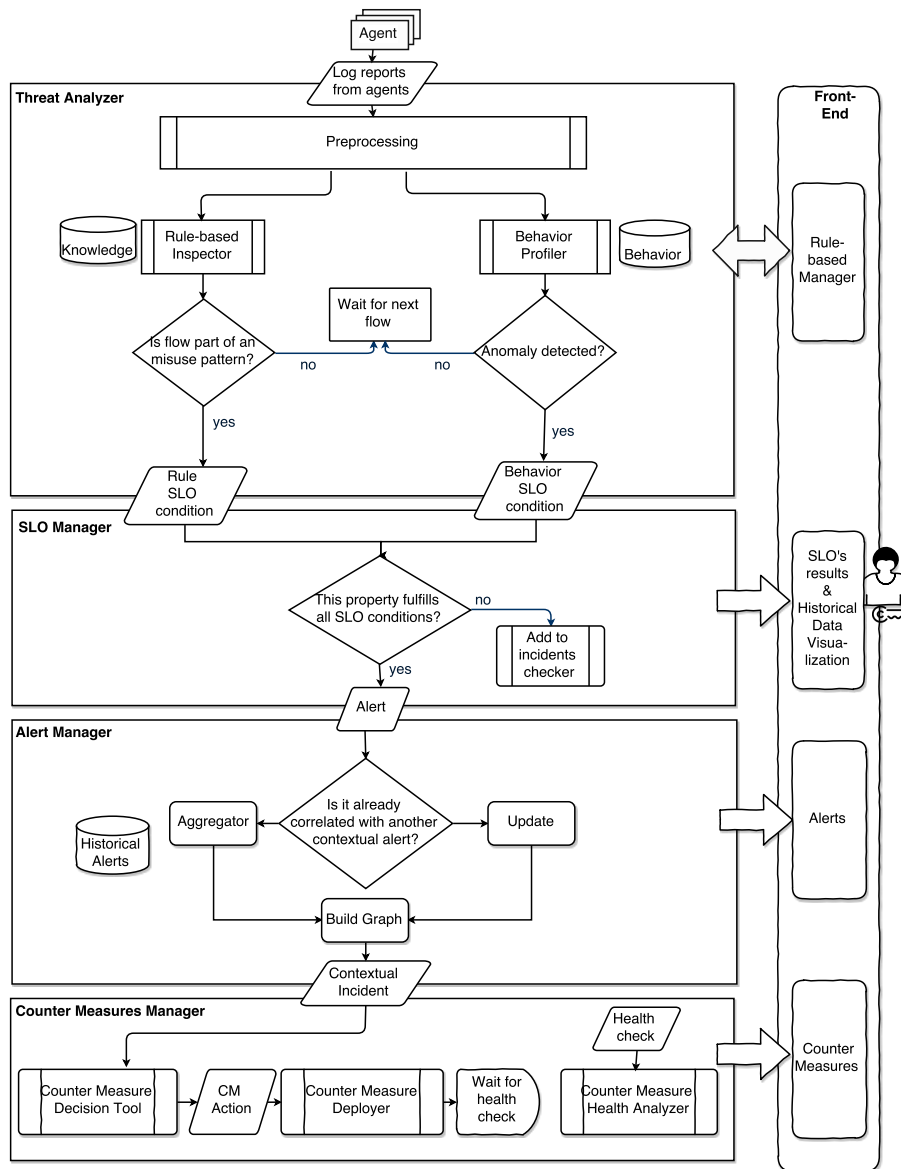 Agent
Log reports
from agents
Threat Analyzer
Front-
End
Preprocessing
Knowledge
Rule-based
Inspector
Behavior
Profiler
Behavior
Rule-
based
Manager
Wait for next
flow
Is flow part of an
misuse pattern?
no
no
Anomaly detected?
yes
yes
Rule
SLO
condition
Behavior
SLO
condition
SLO Manager
This property fulfills
all SLO conditions?
no
Add to
incidents
checker
yes
SLO's
results
&
Historical
Data
Visua-
lization
Alert
Alert Manager
Historical
Alerts
Aggregator
Is it already
correlated with another
contextual alert?
Update
Alerts
Build Graph
Contextual
Incident
Counter Measures Manager
Health
check
Counter Measure
Decision Tool
CM
Action
Counter Measure
Deployer
Wait for
health
check
Counter Measure
Health Analyzer
Counter
Measures